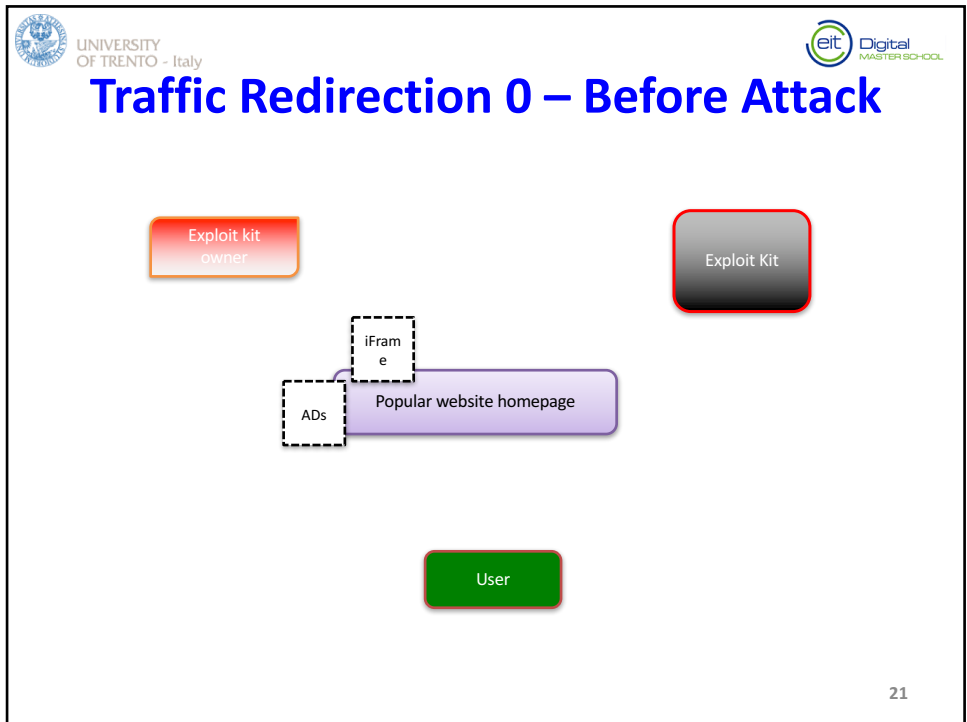 UNIVERSITY
OF TRENTO - Italy
eit Digital
MASTER SCHOOL
Traffic Redirection 0 – Before Attack
Exploit kit
owner
Exploit Kit
iFram
e
ADs
Popular website homepage
User
21